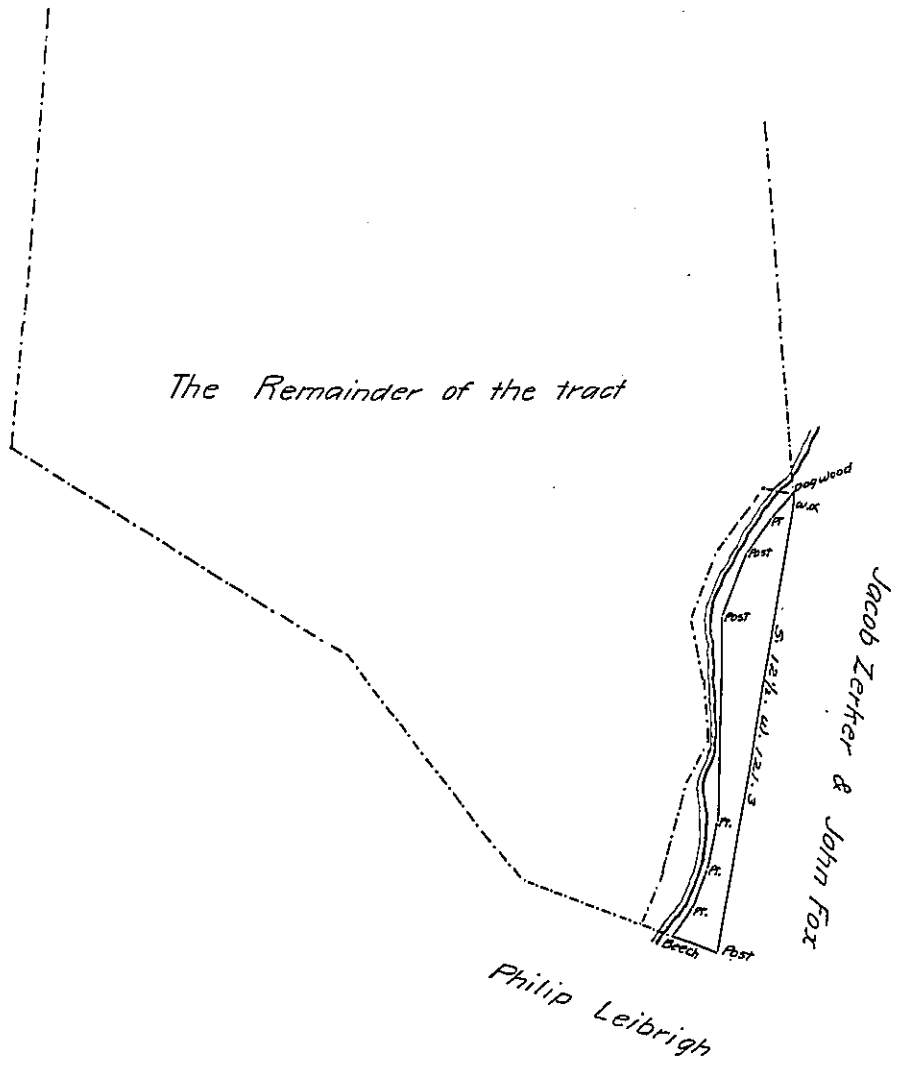 The Remainder of the tract
Dogwood
W.O.
Pt
Post
Post
S. 12½. W. 121.3
Jacob Zerker & John Fox
Pt.
Pt.
Pt.
Beech
Post
Philip Leibrigh